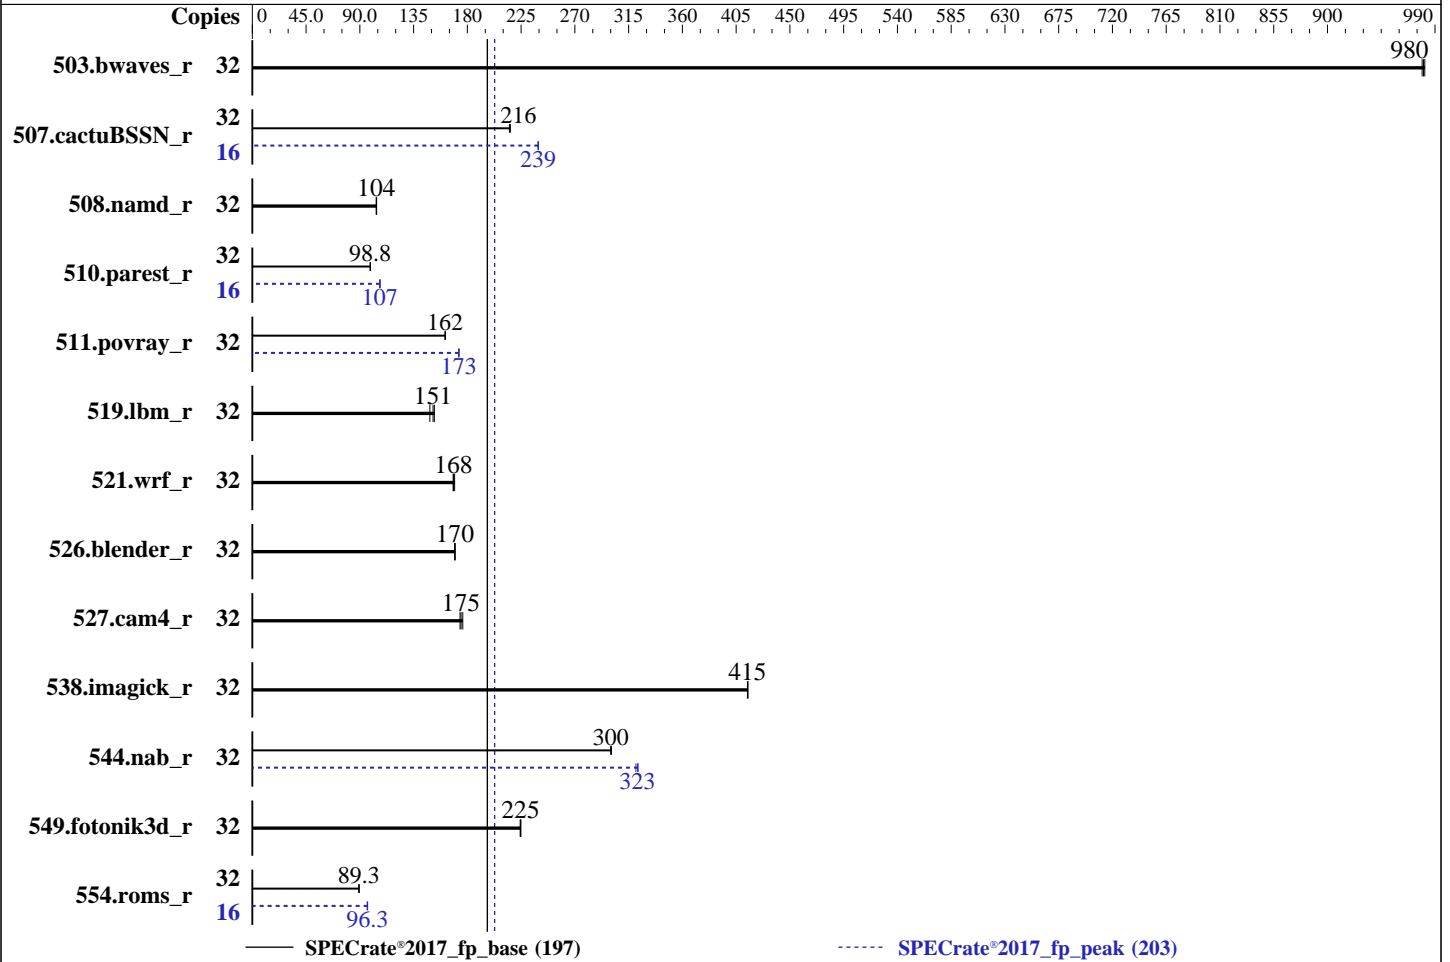 Copies 0 45.0 90.0 135 180 225 270 315 360 405 450 495 540 585 630 675 720 765 810 855 900 990
503.bwaves_r 32 980
507.cactuBSSN_r 32 216
16 239
508.namd_r 32 104
510.parest_r 32 98.8
16 107
511.povray_r 32 162
173
519.lbm_r 32 151
521.wrf_r 32 168
526.blender_r 32 170
527.cam4_r 32 175
538.imagick_r 32 415
544.nab_r 32 300
323
549.fotonik3d_r 32 225
554.roms_r 32 89.3
16 96.3
SPECrate®2017_fp_base (197) SPECrate®2017_fp_peak (203)